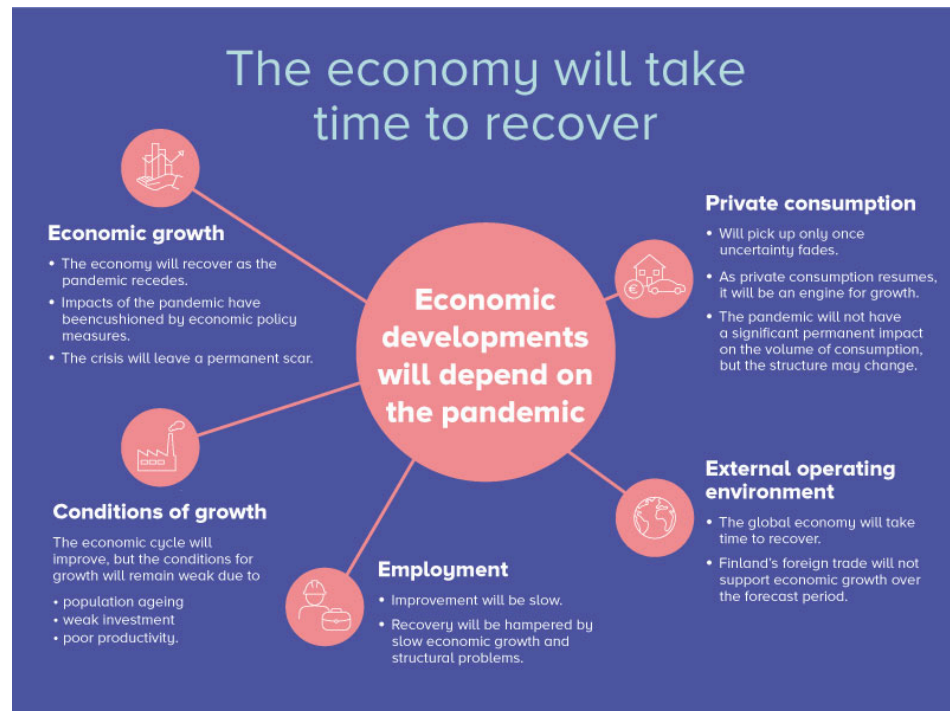 The economy will take
time to recover
Economic growth
• The economy will recover as the
pandemic recedes.
• Impacts of the pandemic have
beencushioned by economic policy
measures.
• The crisis will leave a permanent scar.
Economic
developments
will depend on
the pandemic
Private consumption
• Will pick up only once
uncertainty fades.
• As private consumption resumes,
it will be an engine for growth.
• The pandemic will not have
a significant permanent impact
on the volume of consumption,
but the structure may change.
€
Conditions of growth
The economic cycle will
improve, but the conditions for
growth will remain weak due to
• population ageing
• weak investment
• poor productivity.
Employment
• Improvement will be slow.
• Recovery will be hampered by
slow economic growth and
structural problems.
External operating
environment
• The global economy will take
time to recover.
• Finland's foreign trade will not
support economic growth over
the forecast period.